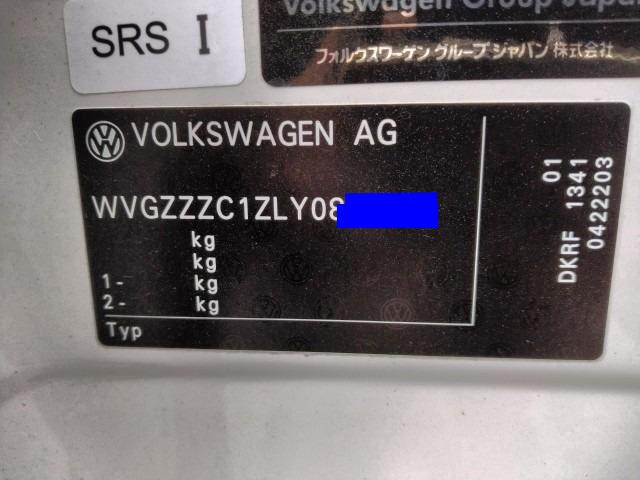 SRS I
Volkswagen Group Japan
フォルクスワーゲン グループ ジャパン 株式会社
VOLKSWAGEN AG
WVGZZZC1ZLY08
kg
kg
1- kg
2- kg
Typ
01
DKRF 1341
0422203